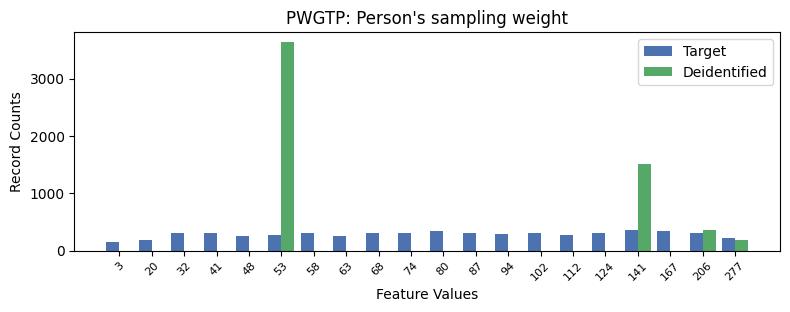 PWGTP: Person's sampling weight
Record Counts
3000
2000
1000
0
Target
Deidentified
3 20 32 41 48 53 58 63 68 74 80 87 94 102 112 124 141 167 206 277
Feature Values